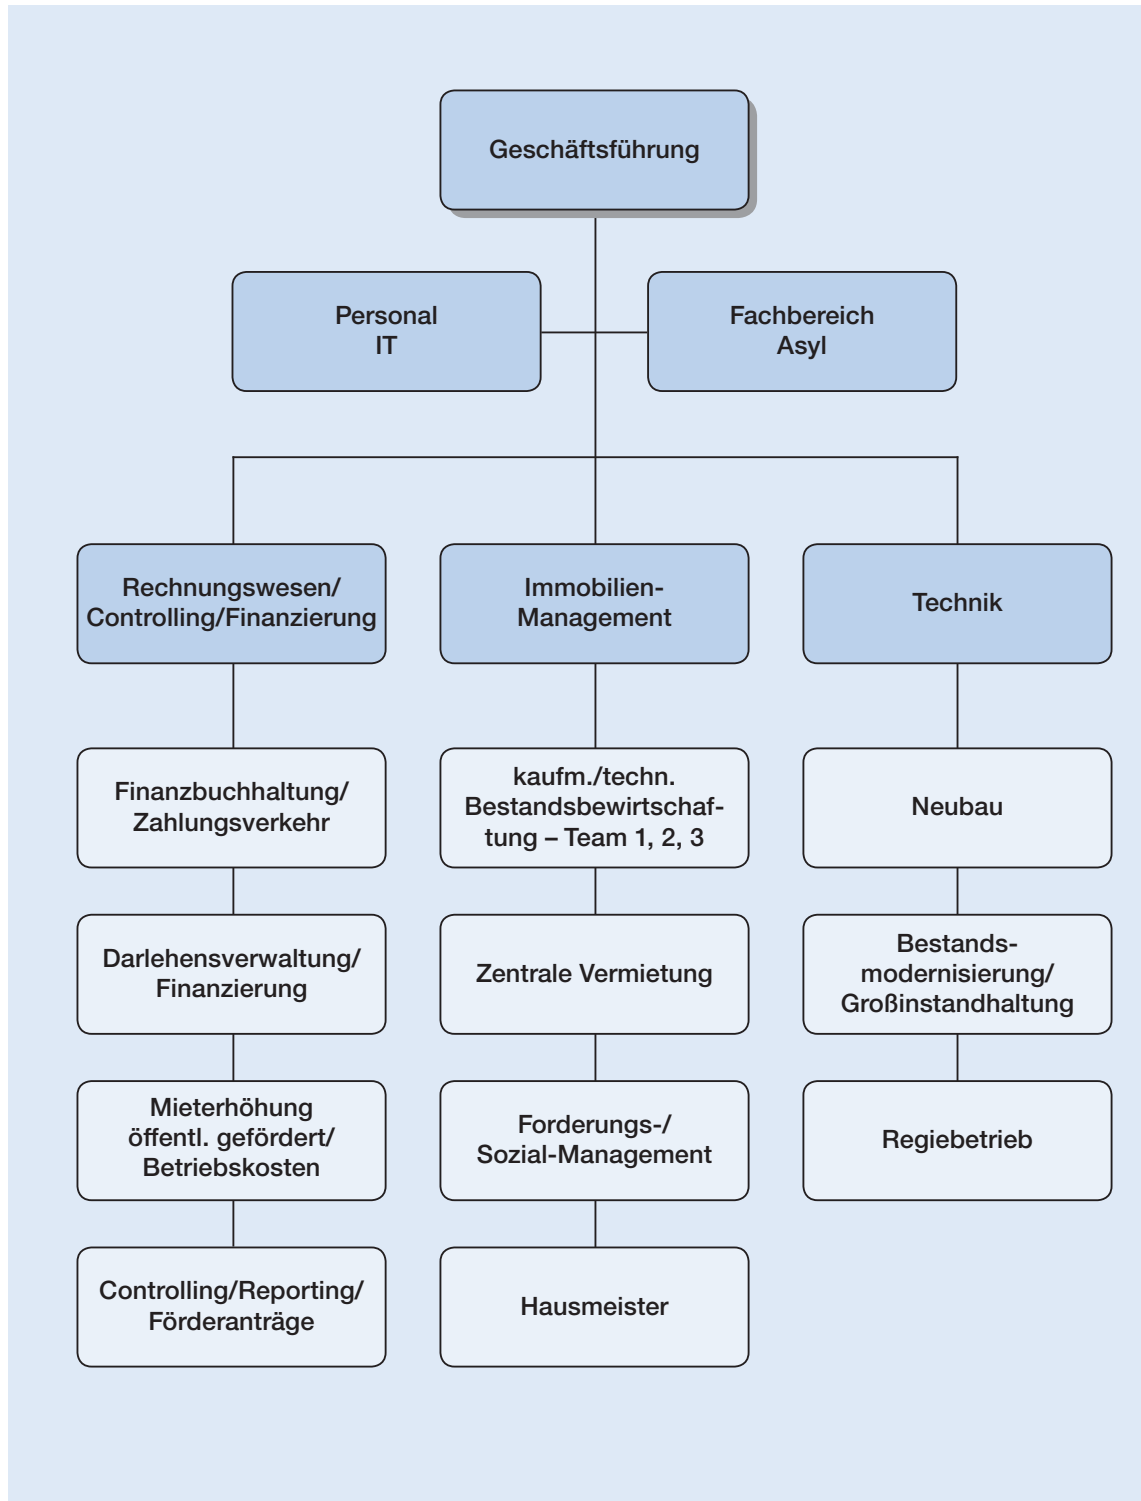 Geschäftsführung
Personal
IT
Fachbereich
Asyl
Rechnungswesen/
Controlling/Finanzierung
Immobilien-
Management
Technik
Finanzbuchhaltung/
Zahlungsverkehr
kaufm./techn.
Bestandsbewirtschaf-
tung – Team 1, 2, 3
Neubau
Darlehensverwaltung/
Finanzierung
Zentrale Vermietung
Bestands-
modernisierung/
Großinstandhaltung
Mieterhöhung
öffentl. gefördert/
Betriebskosten
Forderungs-/
Sozial-Management
Regiebetrieb
Controlling/Reporting/
Förderanträge
Hausmeister